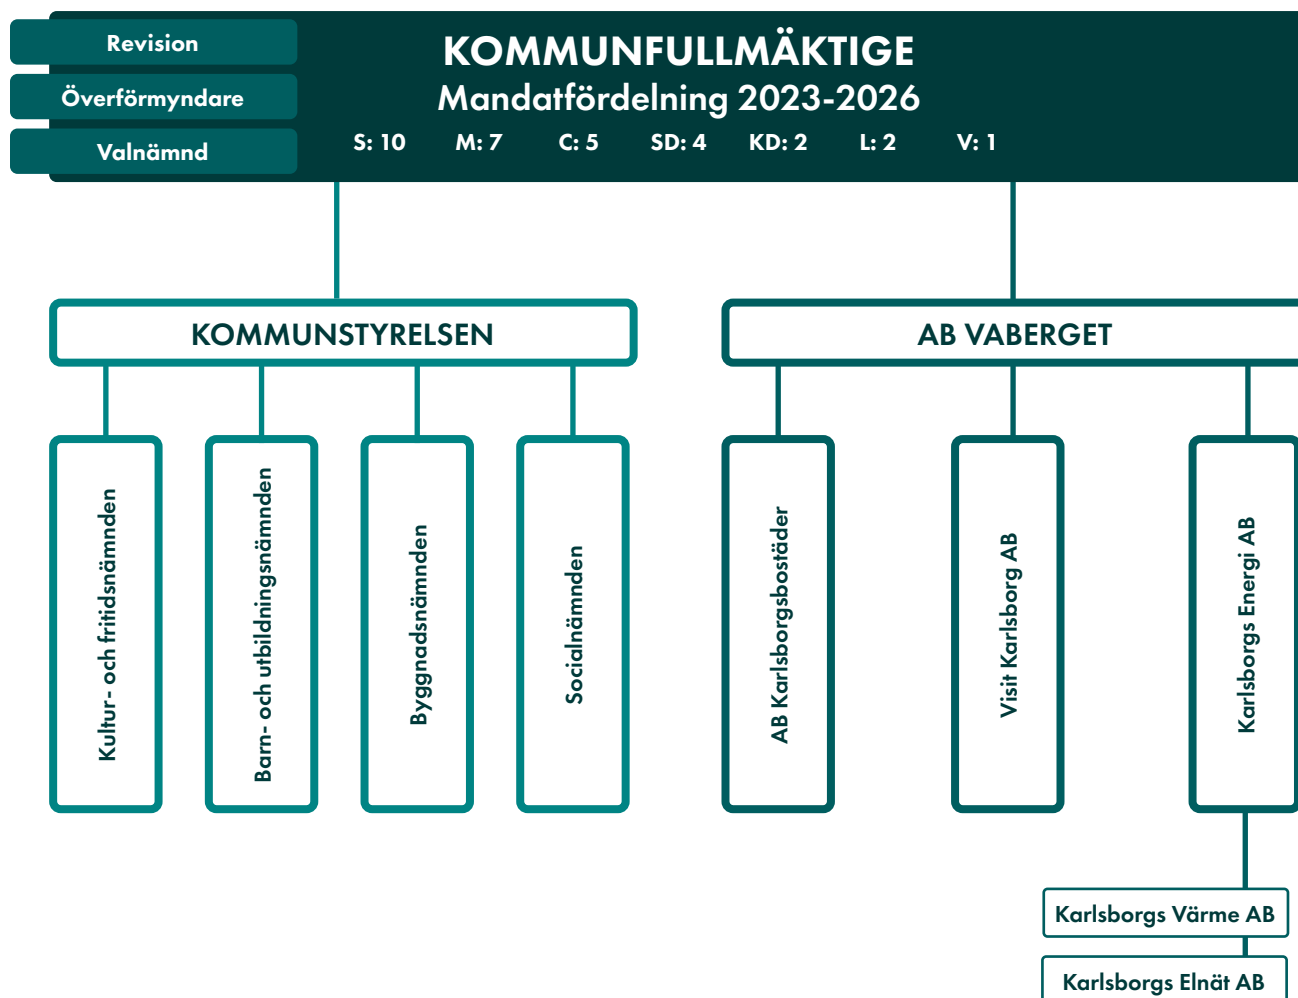 Revision
Överförmyndare
Valnämnd
KOMMUNFULLMÄKTIGE
Mandatfördelning 2023-2026
S: 10 M: 7 C: 5 SD: 4 KD: 2 L: 2 V: 1
KOMMUNSTYRELSEN
AB VABERGET
Kultur- och fritidsnämnden
Barn- och utbildningsnämnden
Byggnadsnämnden
Socialnämnden
AB Karlsborgsbostäder
Visit Karlsborg AB
Karlsborgs Energi AB
Karlsborgs Värme AB
Karlsborgs Elnät AB